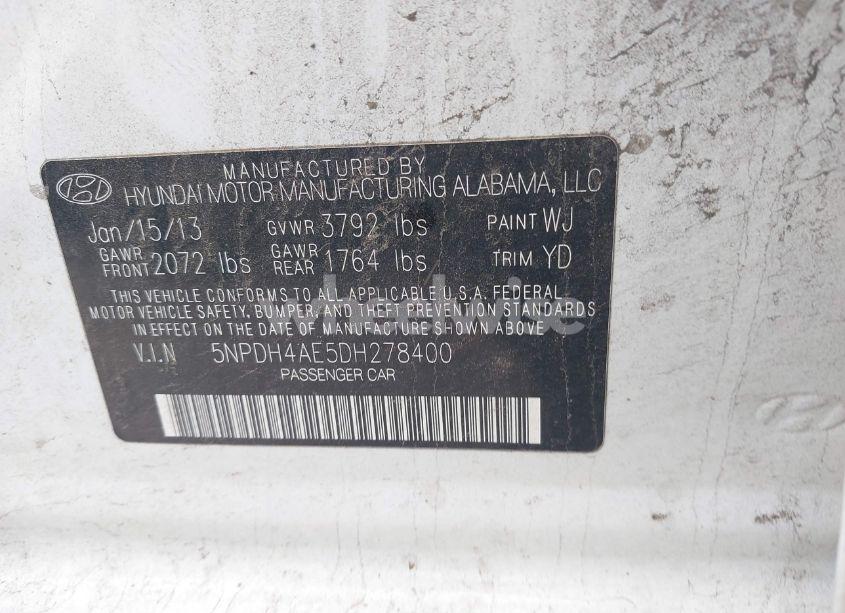 MANUFACTURED BY
HYUNDAI MOTOR MANUFACTURING ALABAMA, LLC
Jan/15/13 GVWR 3792 lbs PAINT WJ
GAWR FRONT 2072 lbs GAWR REAR 1764 lbs TRIM YD
THIS VEHICLE CONFORMS TO ALL APPLICABLE U.S.A. FEDERAL
MOTOR VEHICLE SAFETY, BUMPER, AND THEFT PREVENTION STANDARDS
IN EFFECT ON THE DATE OF MANUFACTURE SHOWN ABOVE.
V.I.N 5NPDH4AE5DH278400
PASSENGER CAR